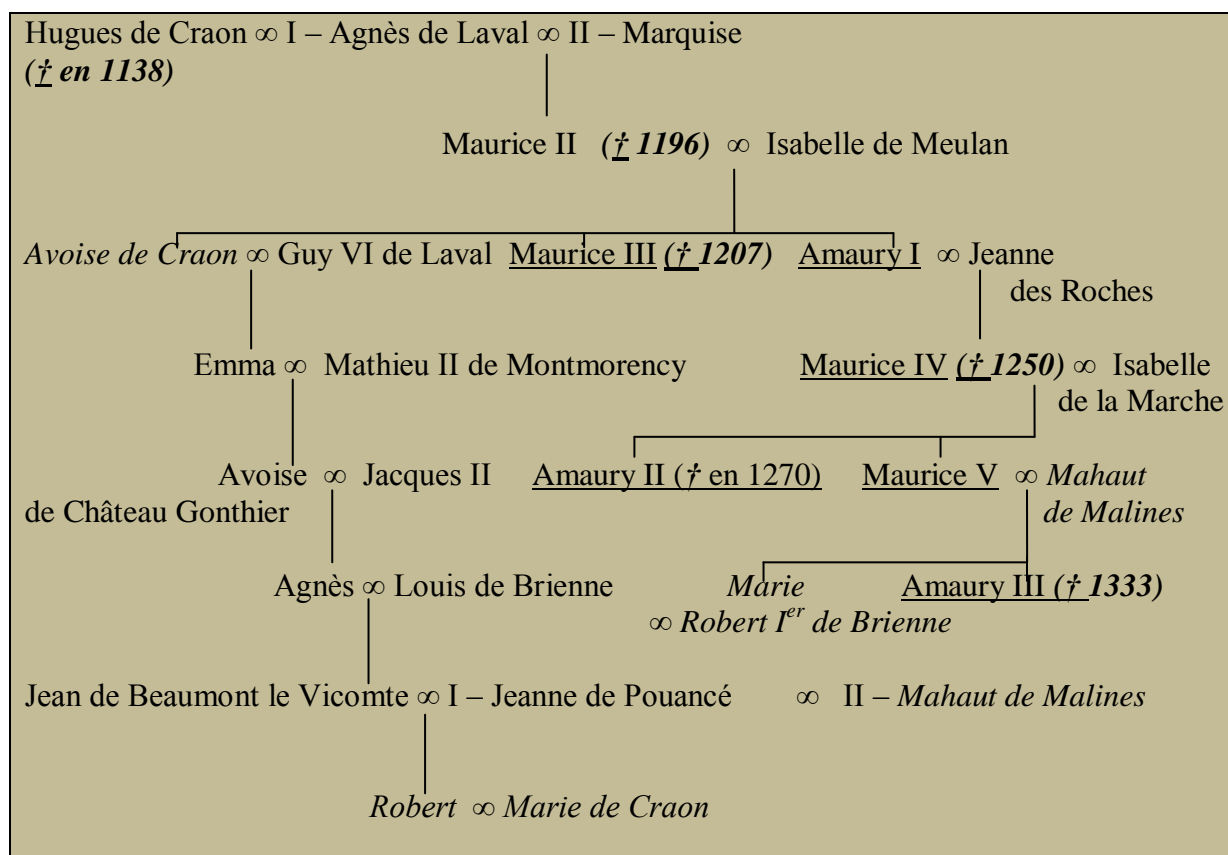 Hugues de Craon ∞ I – Agnès de Laval ∞ II – Marquise
(† en 1138)
Maurice II († 1196) ∞ Isabelle de Meulan
Avoise de Craon ∞ Guy VI de Laval Maurice III († 1207) Amaury I ∞ Jeanne
des Roches
Emma ∞ Mathieu II de Montmorency Maurice IV († 1250) ∞ Isabelle
de la Marche
Avoise ∞ Jacques II Amaury II († en 1270) Maurice V ∞ Mahaut
de Château Gonthier de Malines
Agnès ∞ Louis de Brienne Marie Amaury III († 1333)
∞ Robert Ier de Brienne
Jean de Beaumont le Vicomte ∞ I – Jeanne de Pouancé ∞ II – Mahaut de Malines
Robert ∞ Marie de Craon